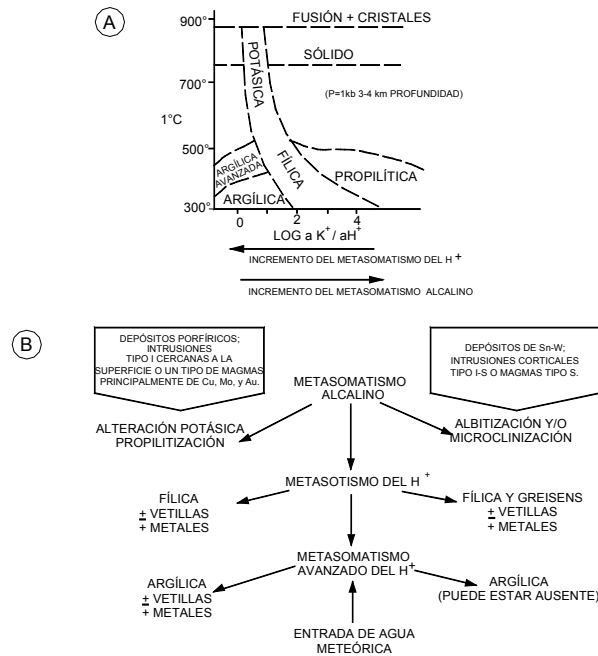 A
900°
FUSIÓN + CRISTALES
POTÁSICA
SÓLIDO
700°
(P=1kb 3-4 km PROFUNDIDAD)
1°C
500°
ARGÍLICA
AVANZADA
FÍLICA
PROPILÍTICA
ARGÍLICA
300°
0 2 4
LOG a K+ / aH+
INCREMENTO DEL METASOMATISMO DEL H +
INCREMENTO DEL METASOMATISMO ALCALINO
B
DEPÓSITOS PORFÍRICOS;
INTRUSIONES
TIPO I CERCANAS A LA
SUPERFICIE O UN TIPO DE MAGMAS
PRINCIPALMENTE DE Cu, Mo, y Au.
DEPÓSITOS DE Sn-W;
INTRUSIONES CORTICALES
TIPO I-S O MAGMAS TIPO S.
METASOMATISMO
ALCALINO
ALTERACIÓN POTÁSICA
PROPILITIZACIÓN
ALBITIZACIÓN Y/O
MICROCLINIZACIÓN
METASOTISMO DEL H +
FÍLICA
± VETILLAS
+ METALES
FÍLICA Y GREISENS
± VETILLAS
+ METALES
METASOMATISMO
AVANZADO DEL H+
ARGÍLICA
± VETILLAS
+ METALES
ARGÍLICA
(PUEDE ESTAR AUSENTE)
ENTRADA DE AGUA
METEÓRICA